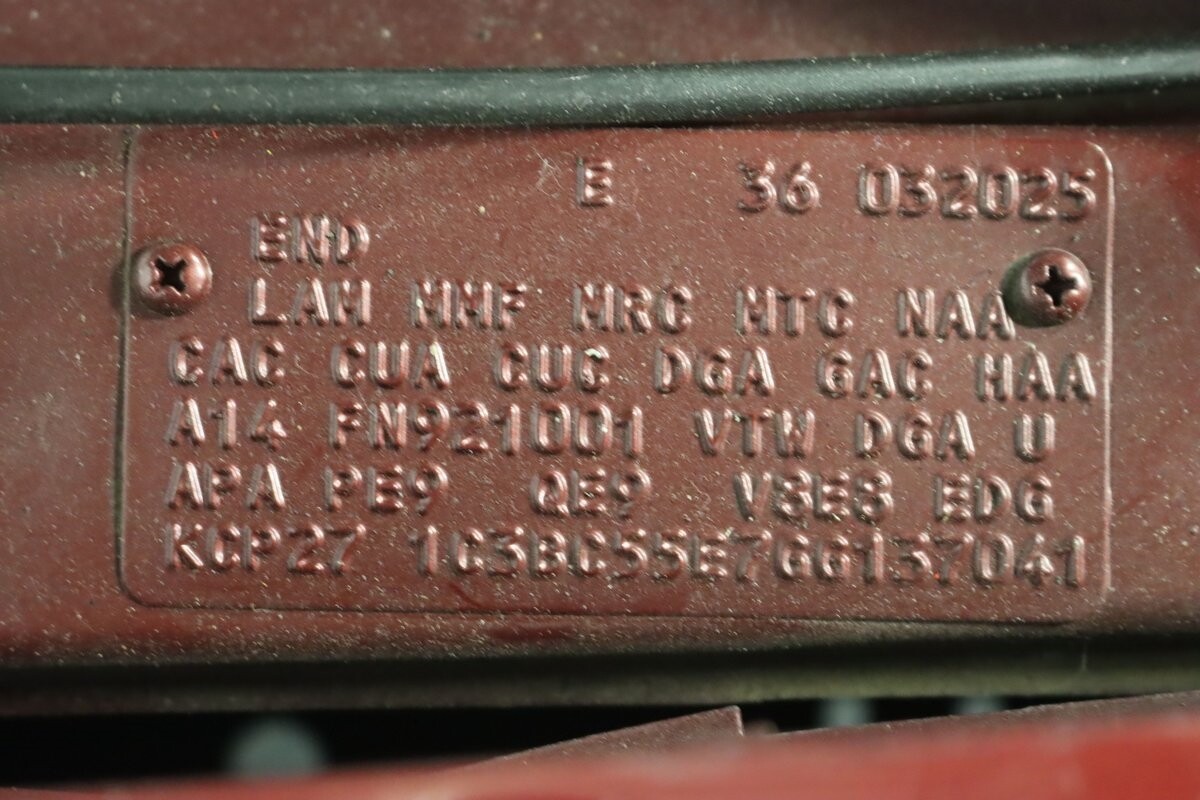 E 36 032025
END
LAM MMF MRC MTC NAA
CAC CUA CUC DGA GAC HAA
A14 FN921001 VTW DGA U
APA PE9 QE9 V8E8 EDG
KCP27 1C3BC55E7GG137041